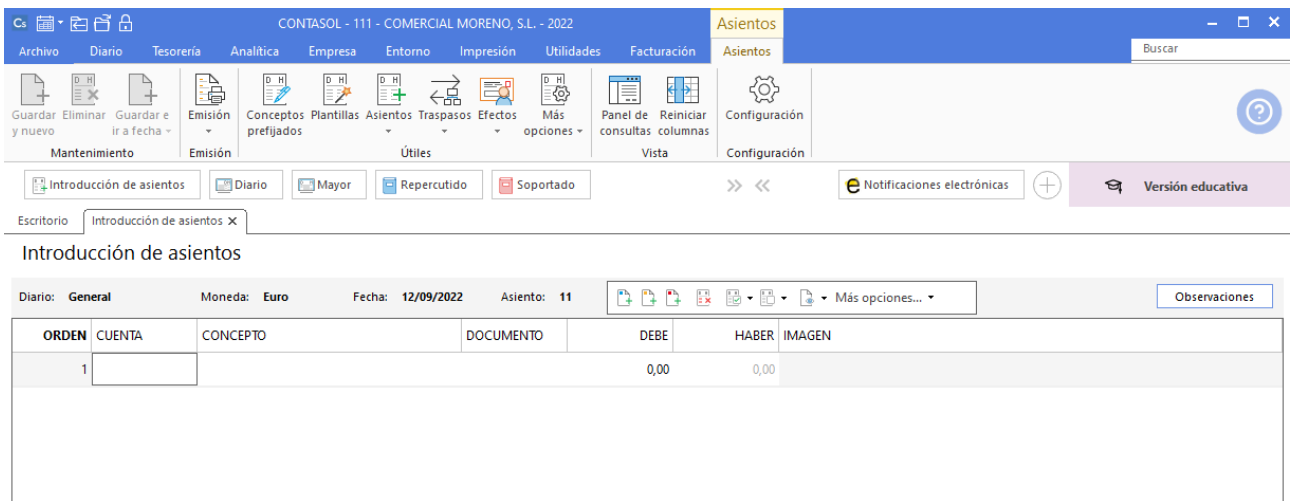 Cs CONTASOL - 111 - COMERCIAL MORENO, S.L. - 2022 Asientos
Archivo Diario Tesorería Analítica Empresa Entorno Impresión Utilidades Facturación Asientos Buscar
D H D H D H D H D H
Guardar Eliminar Guardar e Emisión Conceptos Plantillas Asientos Traspasos Efectos Más Panel de Reiniciar Configuración
y nuevo ir a fecha prefijados opciones consultas columnas
Mantenimiento Emisión Útiles Vista Configuración
Introducción de asientos Diario Mayor Repercutido Soportado Notificaciones electrónicas Versión educativa
Escritorio Introducción de asientos X
Introducción de asientos
Diario: General Moneda: Euro Fecha: 12/09/2022 Asiento: 11 Más opciones... Observaciones
ORDEN CUENTA CONCEPTO DOCUMENTO DEBE HABER IMAGEN
1 0,00 0,00